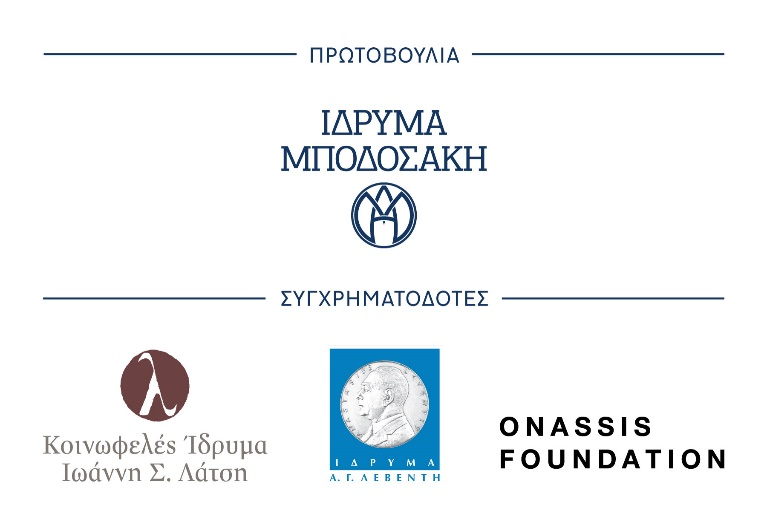 ΠΡΩΤΟΒΟΥΛΙΑ
ΙΔΡΥΜΑ
ΜΠΟΔΟΣΑΚΗ
ΣΥΓΧΡΗΜΑΤΟΔΟΤΕΣ
Κοινωφελές Ίδρυμα
Ιωάννη Σ. Λάτση
ΙΔΡΥΜΑ
Α. Γ. ΛΕΒΕΝΤΗ
ONASSIS
FOUNDATION